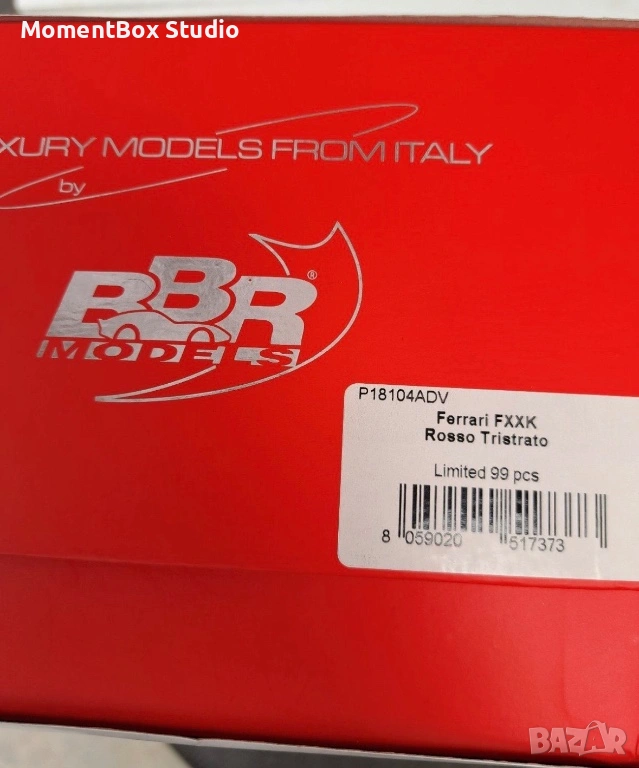 MomentBox Studio
XURY MODELS FROM ITALY
by
BBR®
MODELS
P18104ADV
Ferrari FXXK
Rosso Tristrato
Limited 99 pcs
8 059020 517373
BAZAR